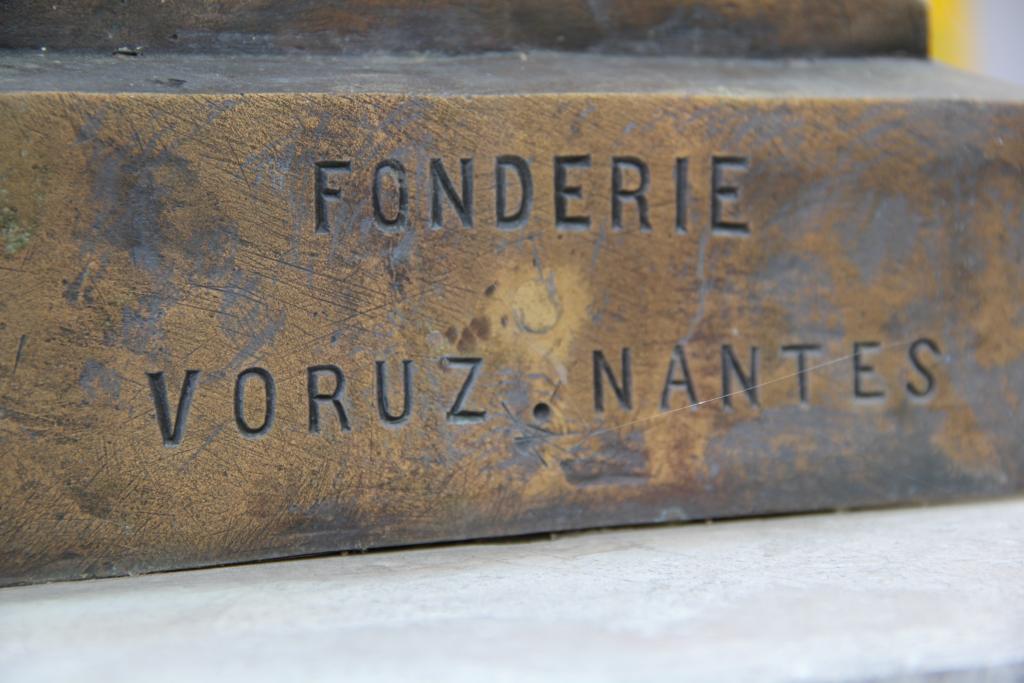 FONDERIE
VORUZ. NANTES